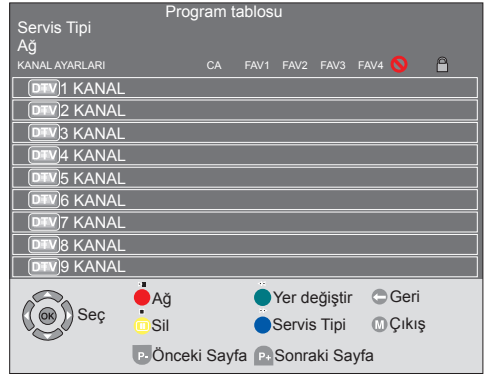 Program tablosu
Servis Tipi
Ağ
KANAL AYARLARI CA FAV1 FAV2 FAV3 FAV4
DTV 1 KANAL
DTV 2 KANAL
DTV 3 KANAL
DTV 4 KANAL
DTV 5 KANAL
DTV 6 KANAL
DTV 7 KANAL
DTV 8 KANAL
DTV 9 KANAL
Ağ Yer değiştir Geri
OK Seç
Sil Servis Tipi M Çıkış
P- Önceki Sayfa P+ Sonraki Sayfa